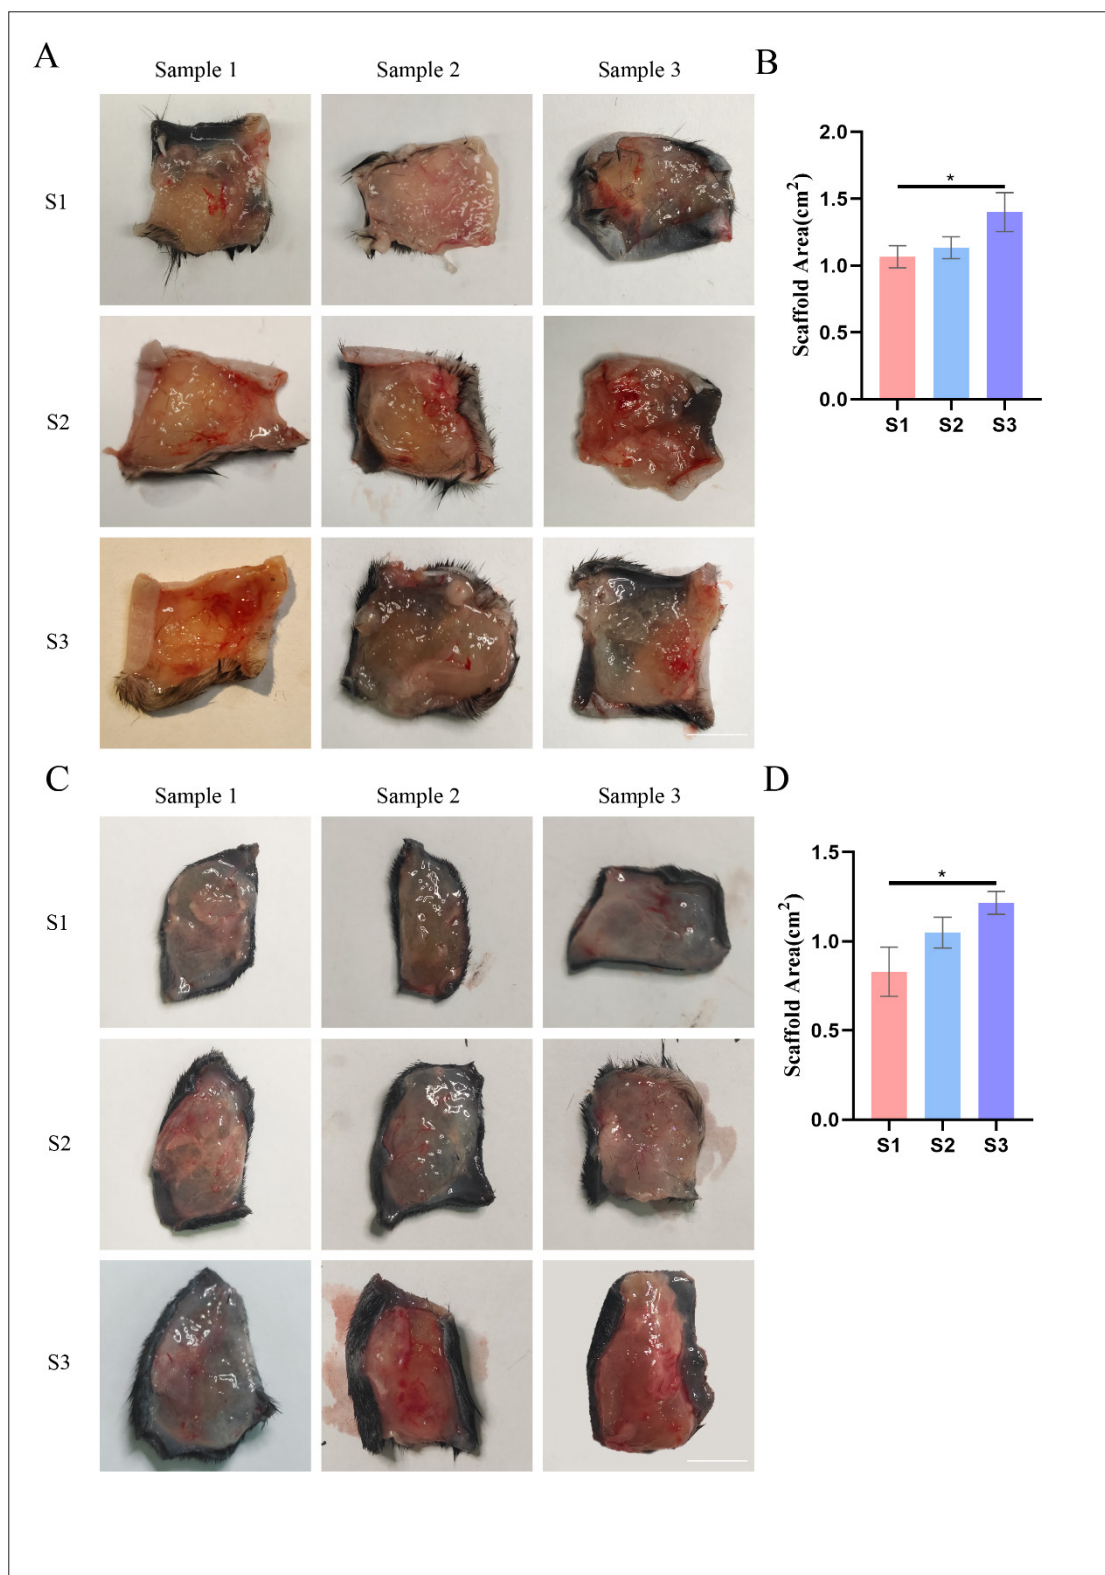 A
Sample 1
Sample 2
Sample 3
S1
S2
S3
B
Scaffold Area(cm²)
2.0
1.5
1.0
0.5
0.0
*
S1 S2 S3
C
Sample 1
Sample 2
Sample 3
S1
S2
S3
D
Scaffold Area(cm²)
1.5
1.0
0.5
0.0
*
S1 S2 S3